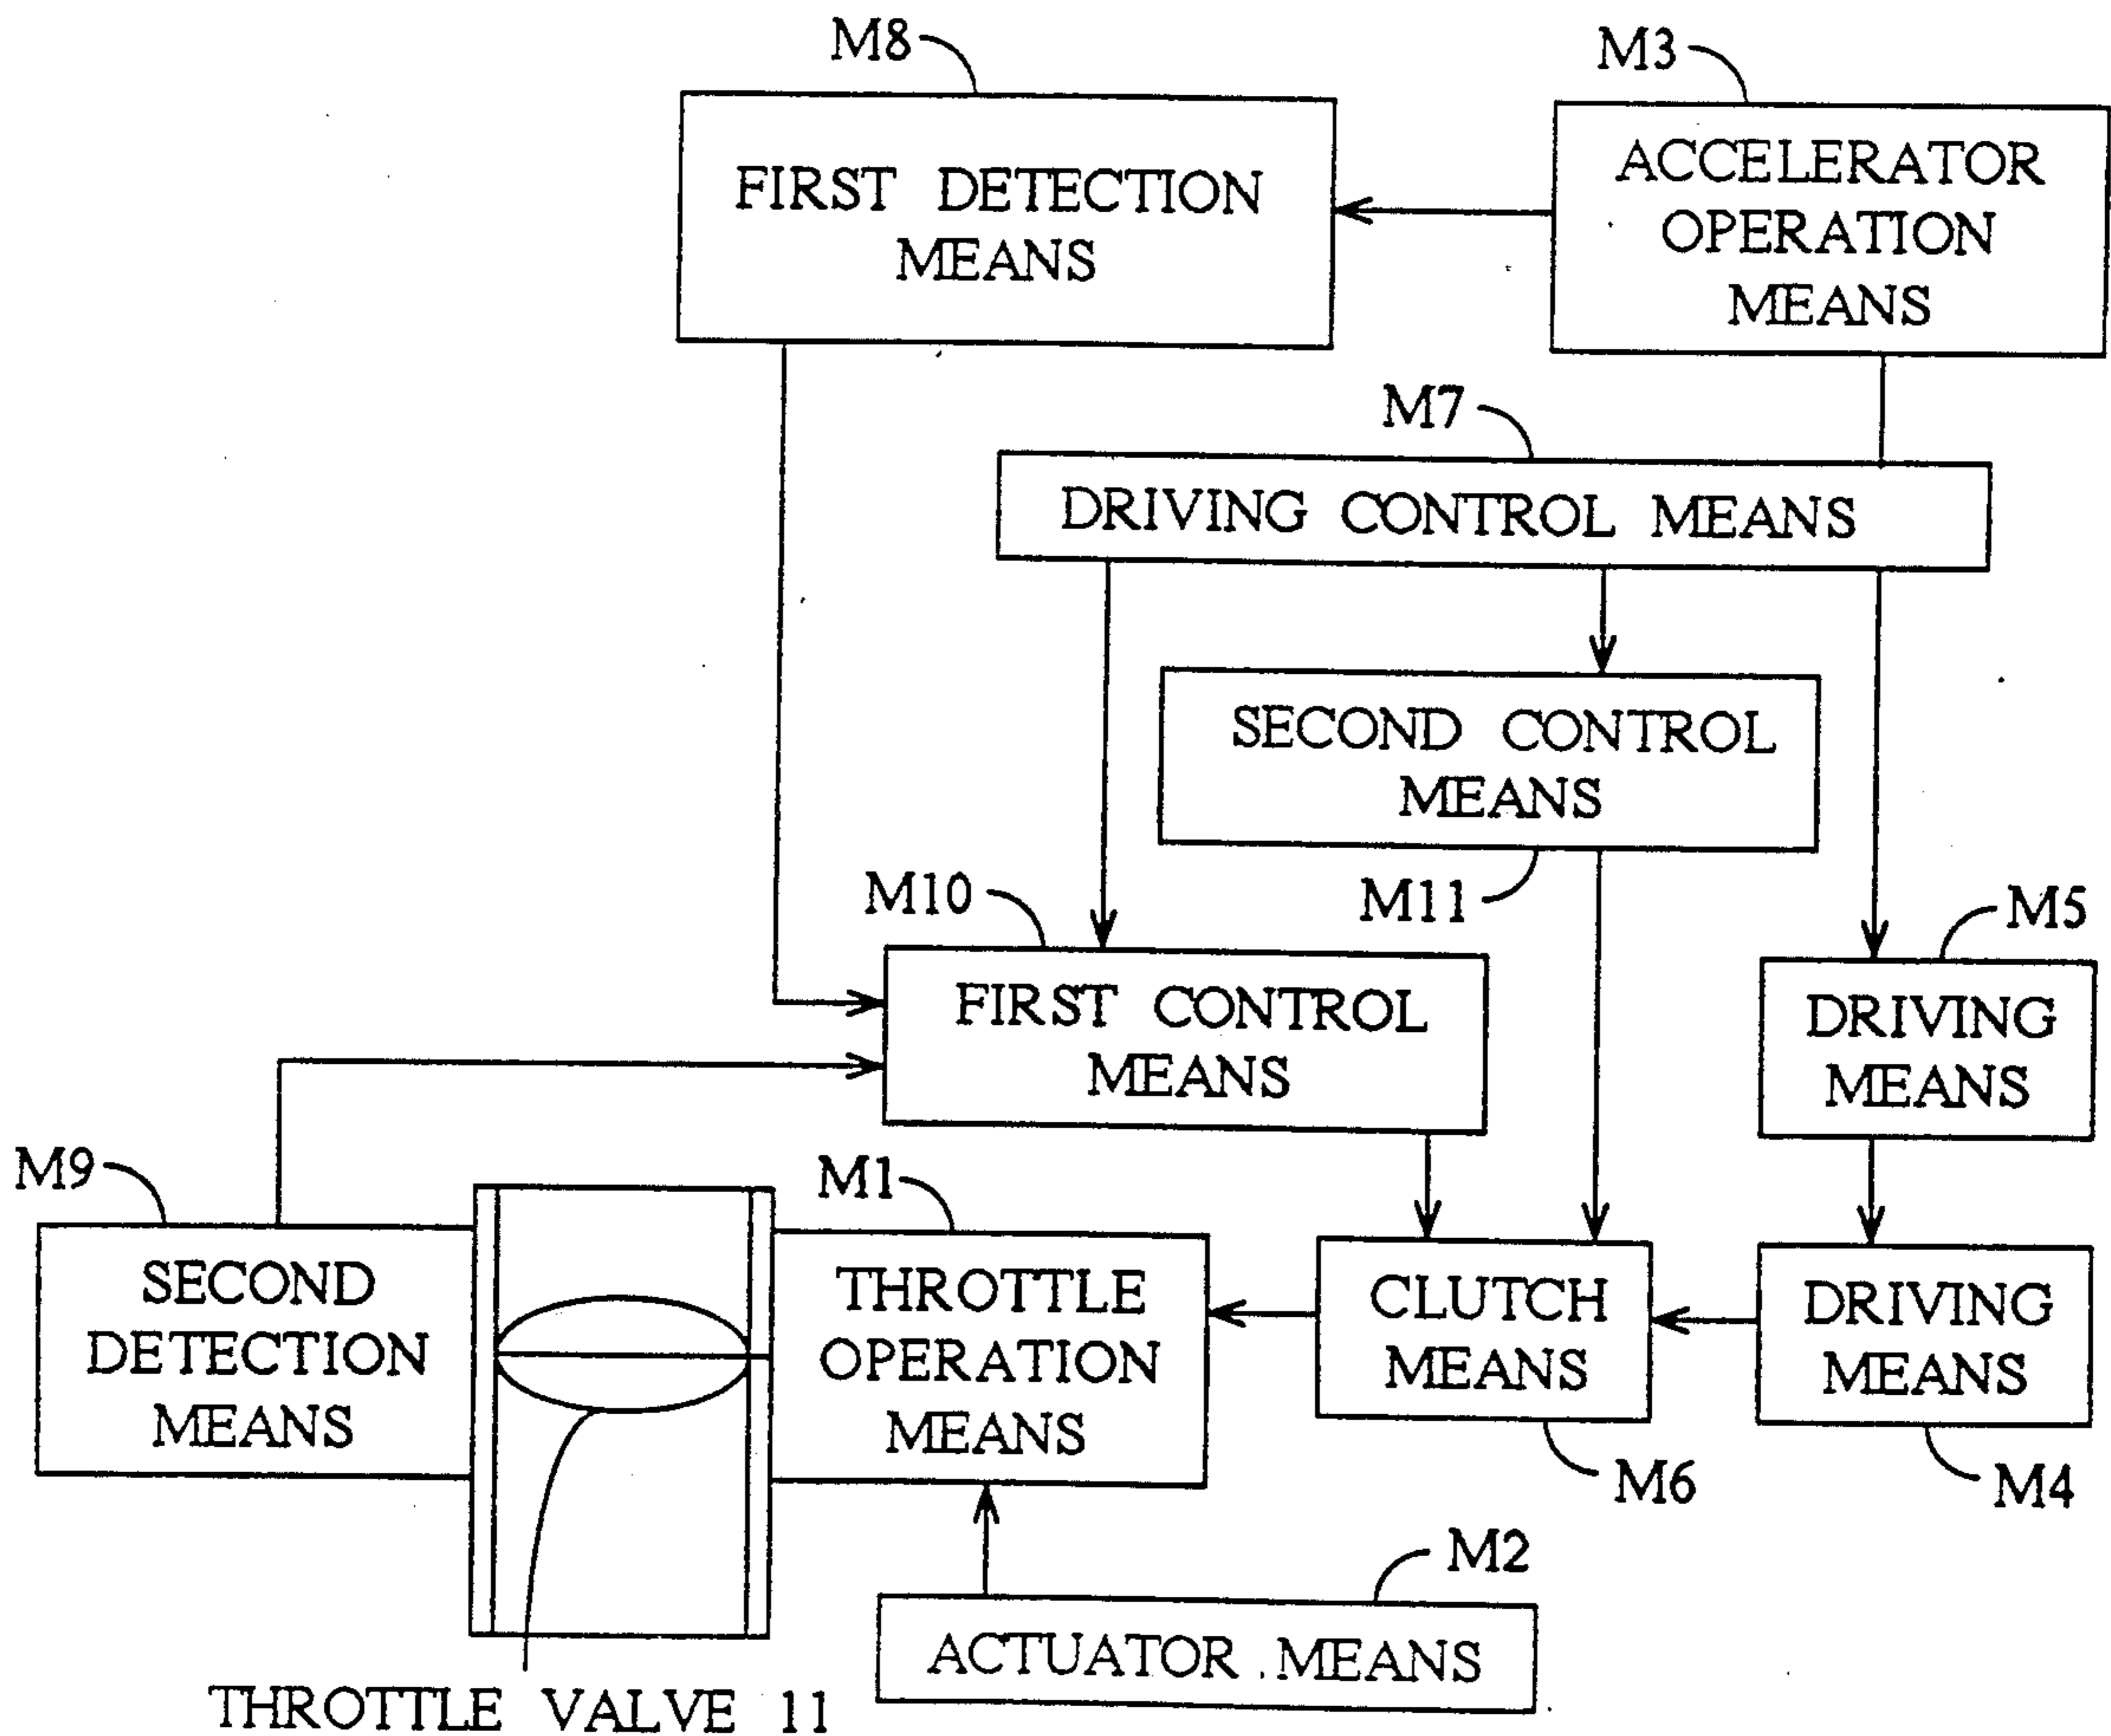 M8
M3
FIRST DETECTION
MEANS
ACCELERATOR
OPERATION
MEANS
M7
DRIVING CONTROL MEANS
SECOND CONTROL
MEANS
M10
M11
M5
FIRST CONTROL
MEANS
DRIVING
MEANS
M9
M1
SECOND
DETECTION
MEANS
THROTTLE
OPERATION
MEANS
CLUTCH
MEANS
DRIVING
MEANS
M6
M4
M2
ACTUATOR MEANS
THROTTLE VALVE 11